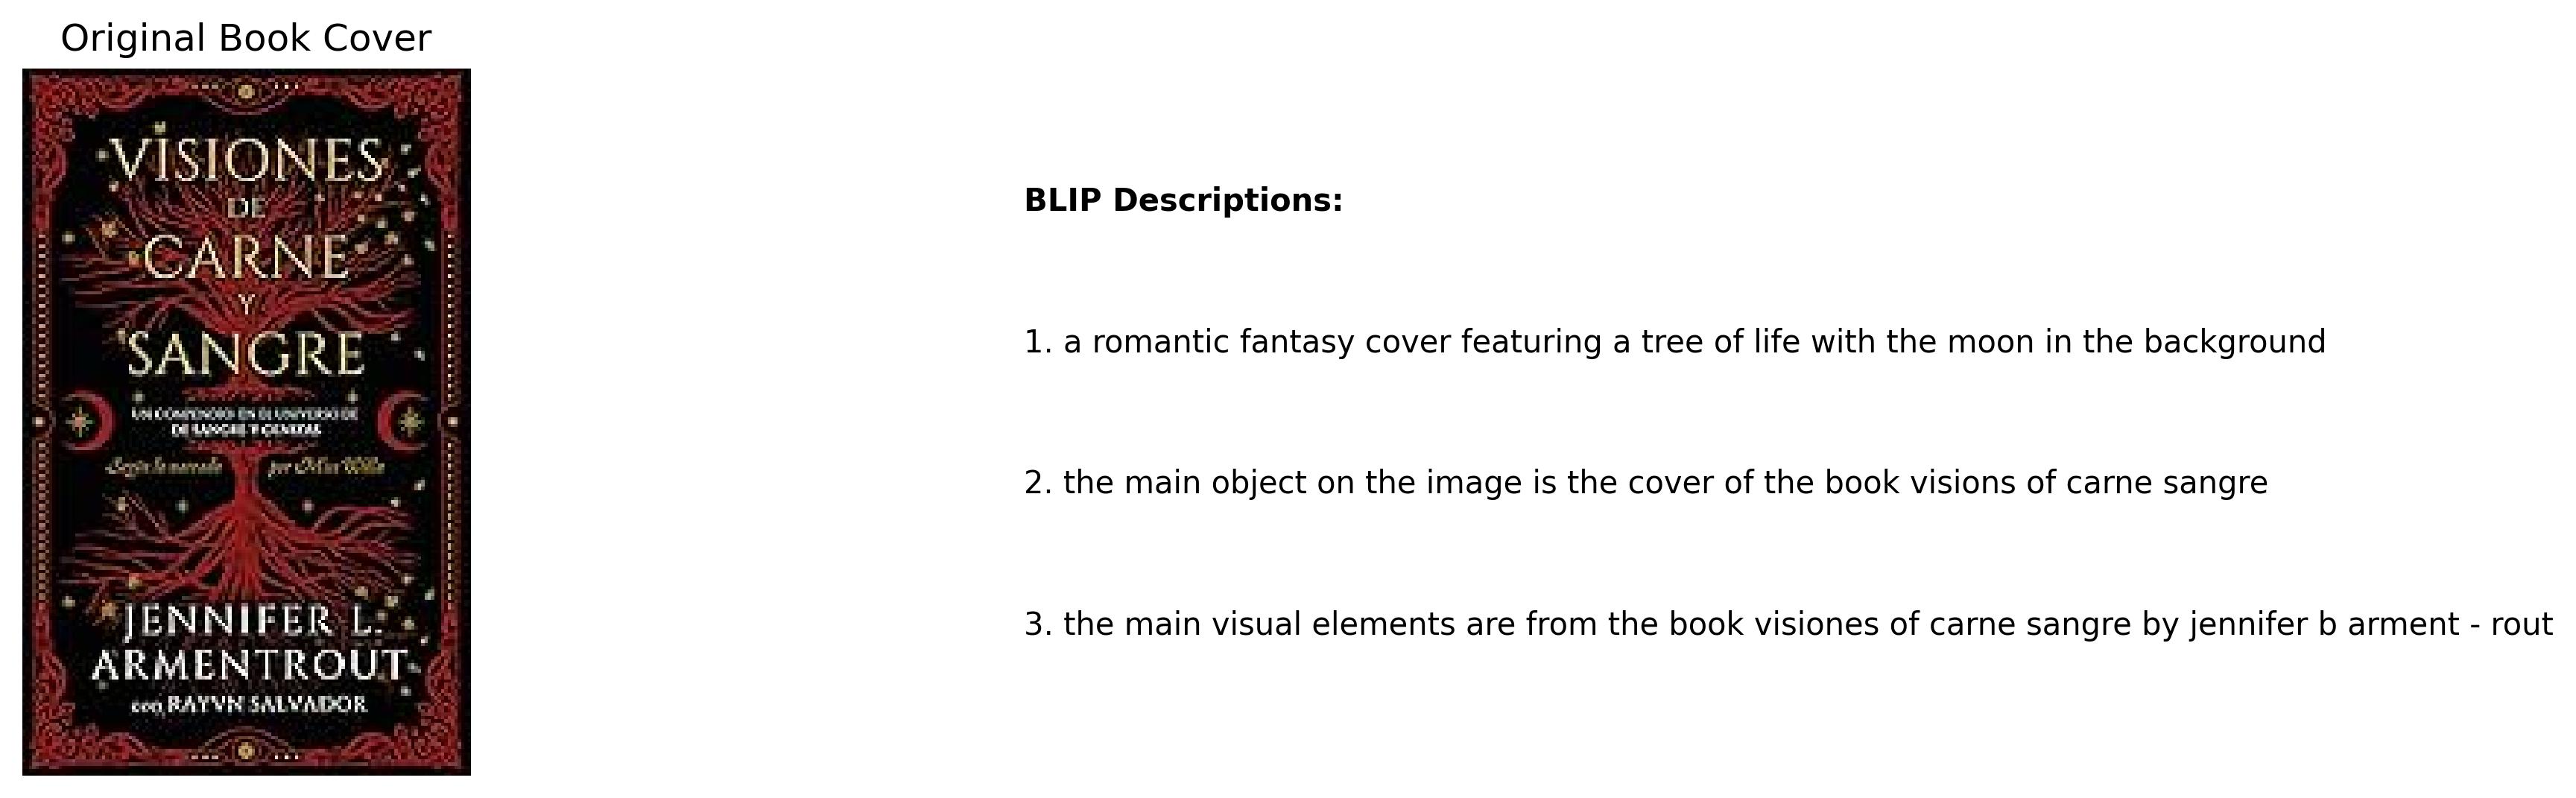 Original Book Cover
VISIONES
DE
CARNE
Y
SANGRE
UN COMPENDIO EN EL UNIVERSO DE
DE SANGRE Y CENIZAS
por Miss Willa
JENNIFER L.
ARMENTROUT
con RAYVN SALVADOR
BLIP Descriptions:
1. a romantic fantasy cover featuring a tree of life with the moon in the background
2. the main object on the image is the cover of the book visions of carne sangre
3. the main visual elements are from the book visiones of carne sangre by jennifer b arment - rout